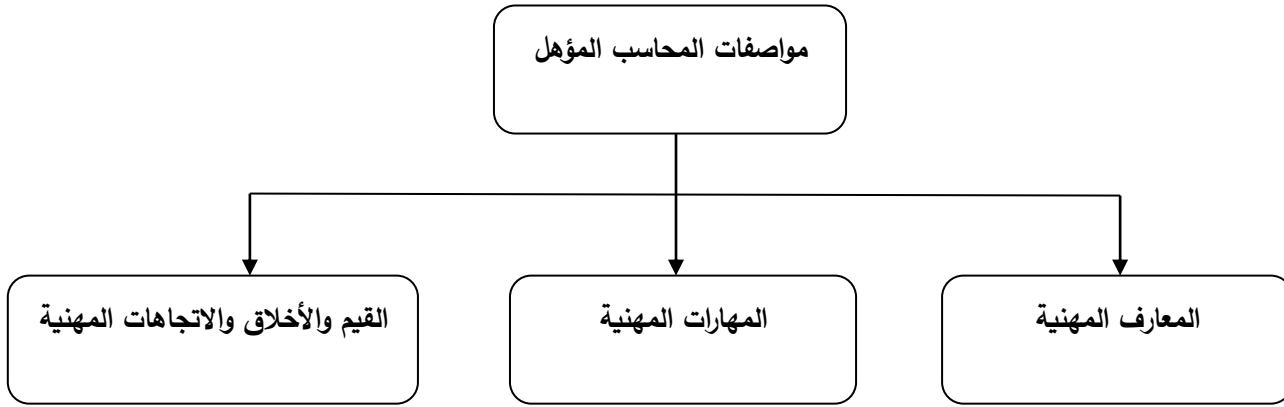 مواصفات المحاسب المؤهل
المعارف المهنية
المهارات المهنية
القيم والأخلاق والاتجاهات المهنية